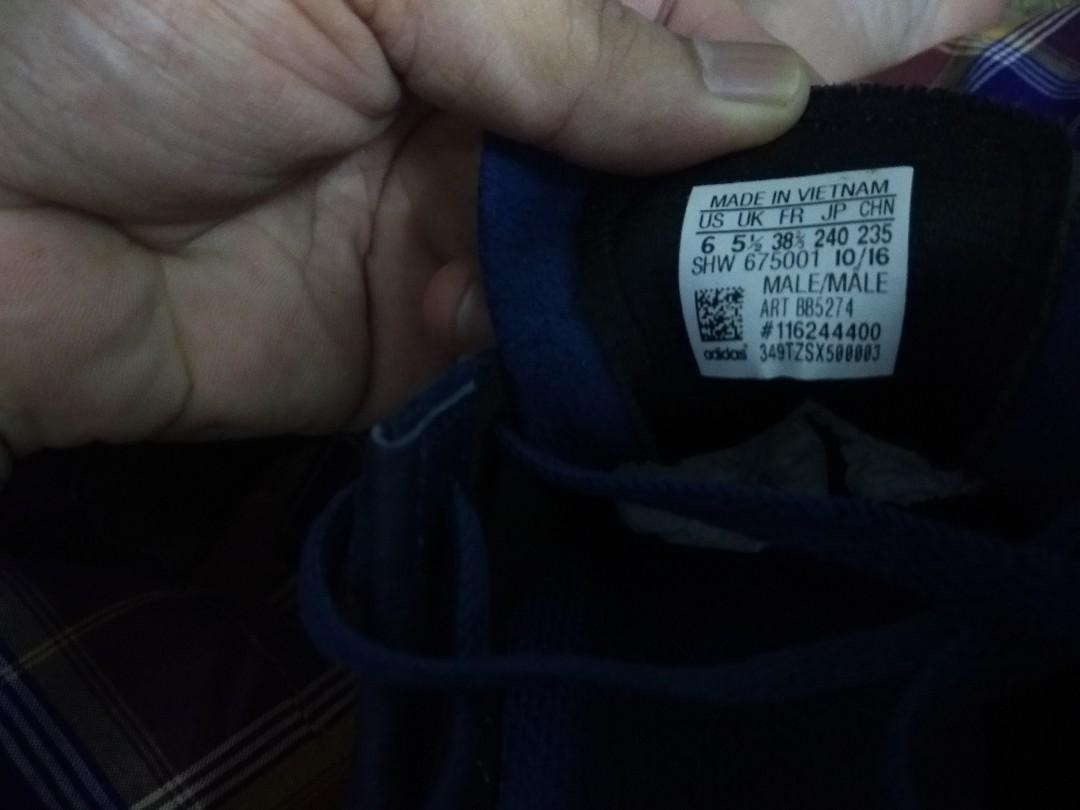 MADE IN VIETNAM
US UK FR JP CHN
6 5½ 38⅔ 240 235
SHW 675001 10/16
MALE/MÂLE
ART BB5274
#116244400
adidas 349TZSX500003